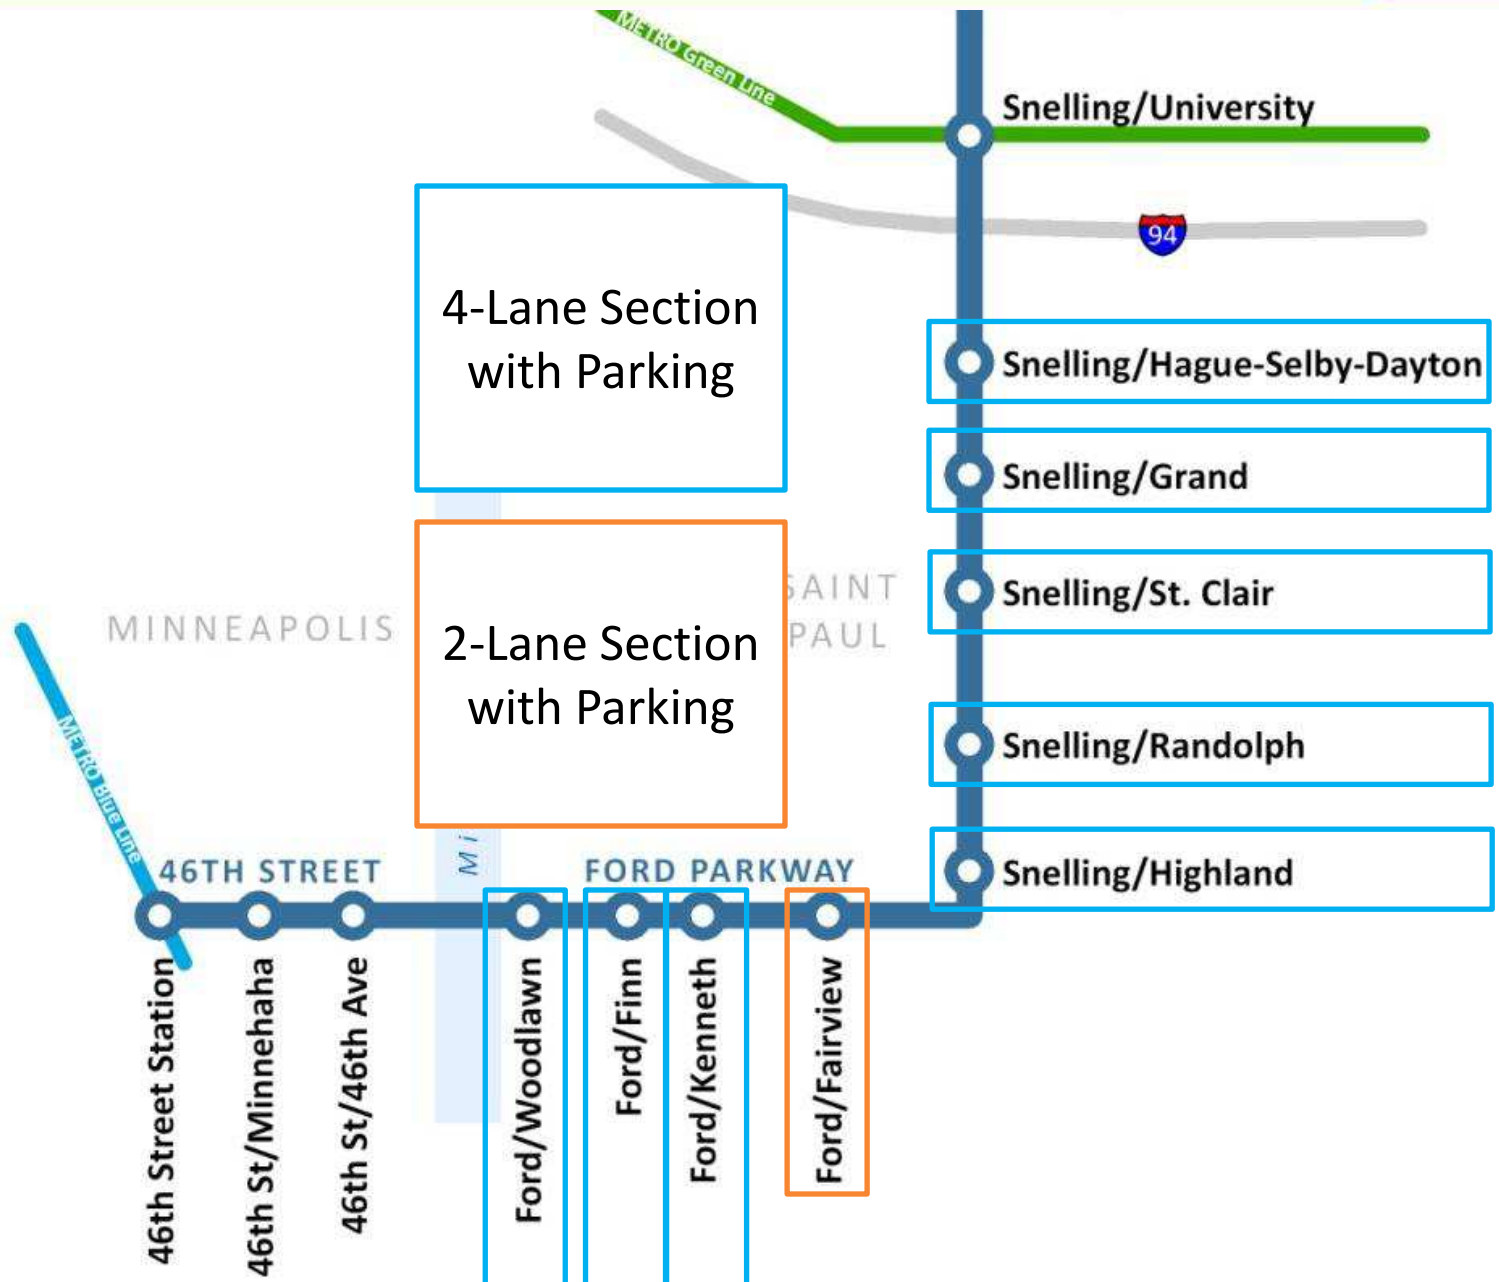 METRO Green Line
Snelling/University
94
4-Lane Section
with Parking
Snelling/Hague-Selby-Dayton
Snelling/Grand
Snelling/St. Clair
SAINT
PAUL
MINNEAPOLIS
2-Lane Section
with Parking
METRO Blue Line
Snelling/Randolph
Mi
46TH STREET
FORD PARKWAY
Snelling/Highland
46th Street Station
46th St/Minnehaha
46th St/46th Ave
Ford/Woodlawn
Ford/Finn
Ford/Kenneth
Ford/Fairview